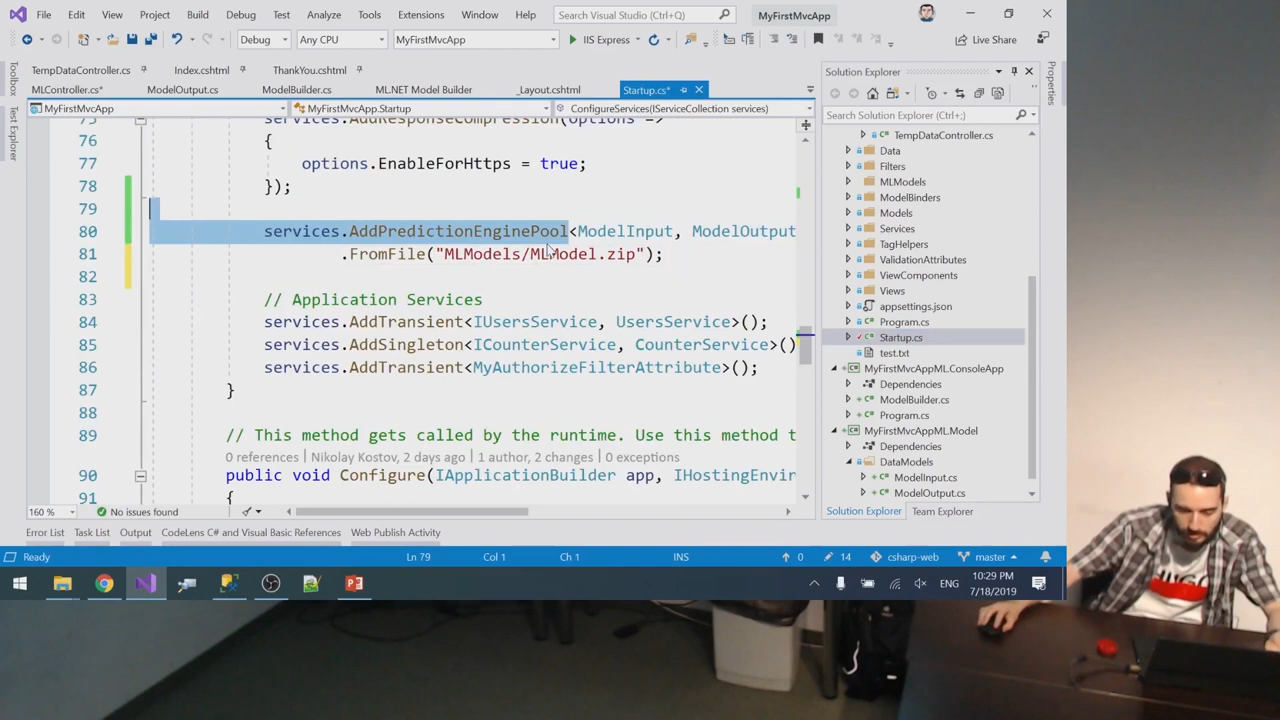 File Edit View Project Build Debug Test Analyze Tools Extensions Window Help Search Visual Studio MyFirstMvcApp
Debug Any CPU MyFirstMvcApp IIS Express Live Share
Toolbox
Test Explorer
TempDataController.cs Index.cshtml ThankYou.cshtml
MLController.cs* ModelOutput.cs ModelBuilder.cs ML.NET Model Builder _Layout.cshtml Startup.cs*
MyFirstMvcApp MyFirstMvcApp.Startup ConfigureServices(IServiceCollection services)
75 services.AddResponseCompression(options =>
76 {
77 options.EnableForHttps = true;
78 });
79
80 services.AddPredictionEnginePool<ModelInput, ModelOutput
81 .FromFile("MLModels/MLModel.zip");
82
83 // Application Services
84 services.AddTransient<IUsersService, UsersService>();
85 services.AddSingleton<ICounterService, CounterService>()
86 services.AddTransient<MyAuthorizeFilterAttribute>();
87 }
88
89 // This method gets called by the runtime. Use this method t
0 references | Nikolay Kostov, 2 days ago | 1 author, 2 changes | 0 exceptions
90 public void Configure(IApplicationBuilder app, IHostingEnvir
91 {
160 % No issues found
Solution Explorer
Search Solution Explorer (Ctrl+;)
TempDataController.cs
Data
Filters
MLModels
ModelBinders
Models
Services
TagHelpers
ValidationAttributes
ViewComponents
Views
appsettings.json
Program.cs
Startup.cs
test.txt
MyFirstMvcAppML.ConsoleApp
Dependencies
ModelBuilder.cs
Program.cs
MyFirstMvcAppML.Model
Dependencies
DataModels
ModelInput.cs
ModelOutput.cs
Solution Explorer Team Explorer
Properties
Error List Task List Output CodeLens C# and Visual Basic References Web Publish Activity
Ready Ln 79 Col 1 Ch 1 INS 0 14 csharp-web master
ENG 10:29 PM
7/18/2019